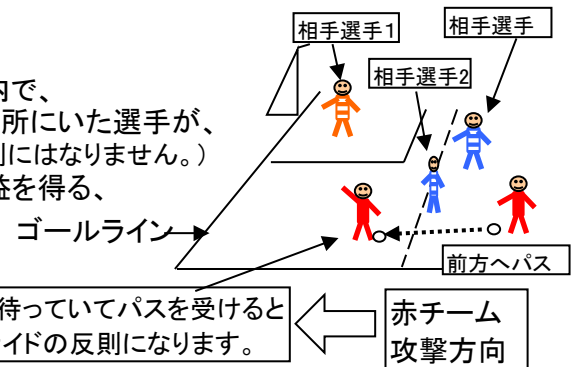 相手選手1
相手選手
相手選手2
内で、
所にいた選手が、
にはなりません。)
益を得る、
ゴールライン
前方へパス
待っていてパスを受けると
イドの反則になります。
赤チーム
攻撃方向